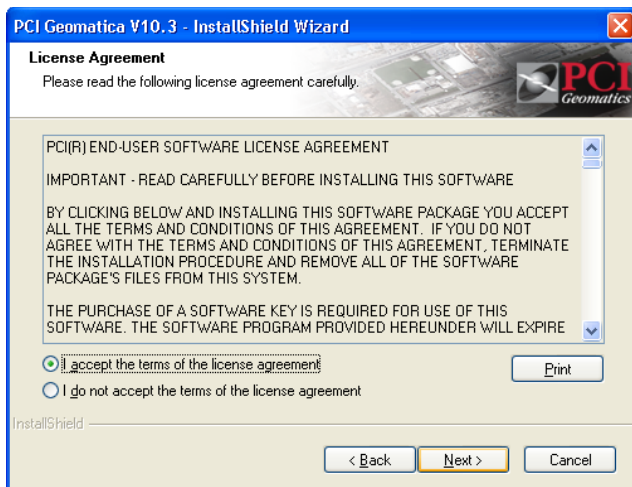 PCI Geomatica V10.3 - InstallShield Wizard
License Agreement
Please read the following license agreement carefully.
PCI
Geomatics
PCI(R) END-USER SOFTWARE LICENSE AGREEMENT
IMPORTANT - READ CAREFULLY BEFORE INSTALLING THIS SOFTWARE
BY CLICKING BELOW AND INSTALLING THIS SOFTWARE PACKAGE YOU ACCEPT
ALL THE TERMS AND CONDITIONS OF THIS AGREEMENT.  IF YOU DO NOT
AGREE WITH THE TERMS AND CONDITIONS OF THIS AGREEMENT, TERMINATE
THE INSTALLATION PROCEDURE AND REMOVE ALL OF THE SOFTWARE
PACKAGE'S FILES FROM THIS SYSTEM.
THE PURCHASE OF A SOFTWARE KEY IS REQUIRED FOR USE OF THIS
SOFTWARE. THE SOFTWARE PROGRAM PROVIDED HEREUNDER WILL EXPIRE
I accept the terms of the license agreement
Print
I do not accept the terms of the license agreement
InstallShield
< Back
Next >
Cancel